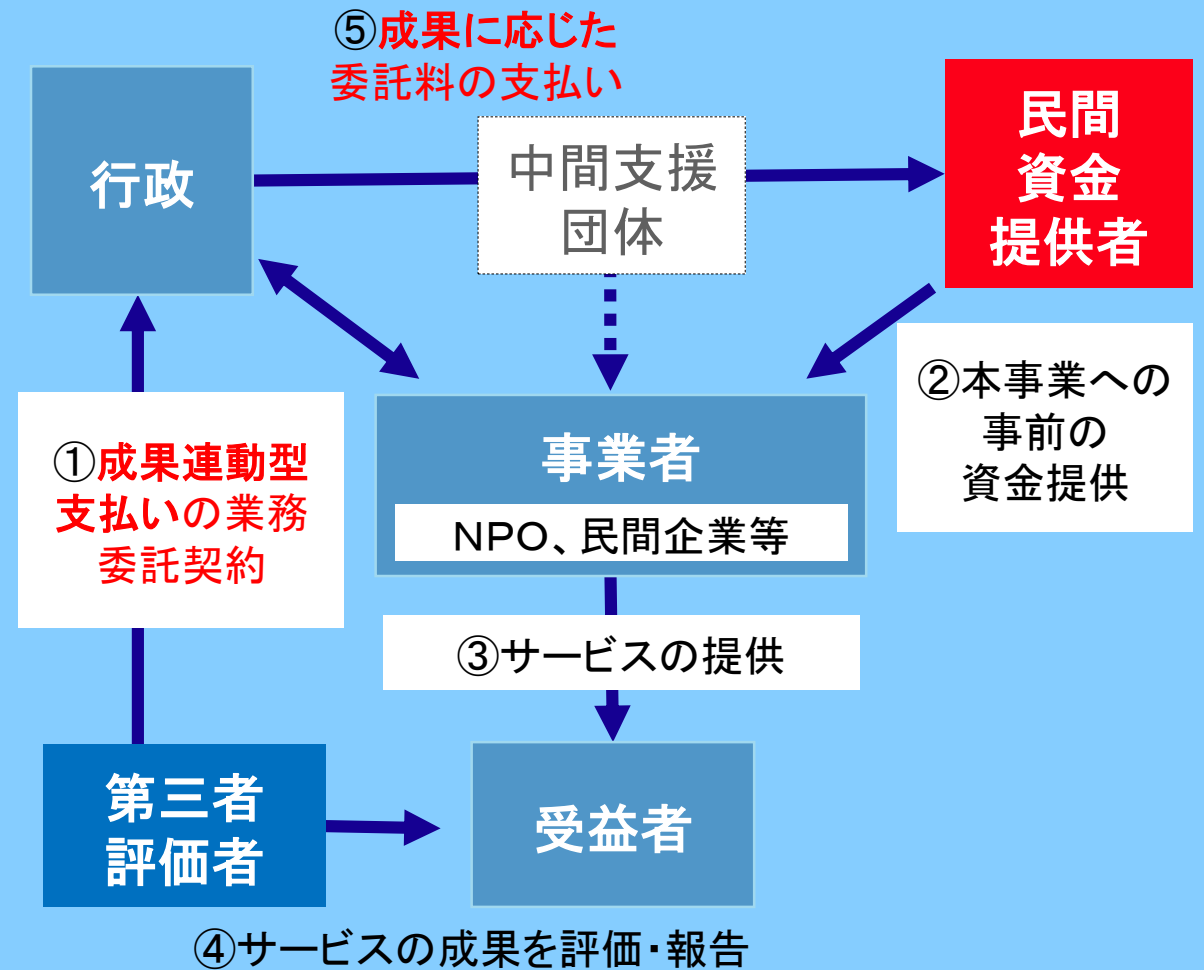 ⑤成果に応じた
委託料の支払い
行政
中間支援
団体
民間
資金
提供者
②本事業への
事前の
資金提供
①成果連動型
支払いの業務
委託契約
事業者
NPO、民間企業等
③サービスの提供
第三者
評価者
受益者
④サービスの成果を評価・報告